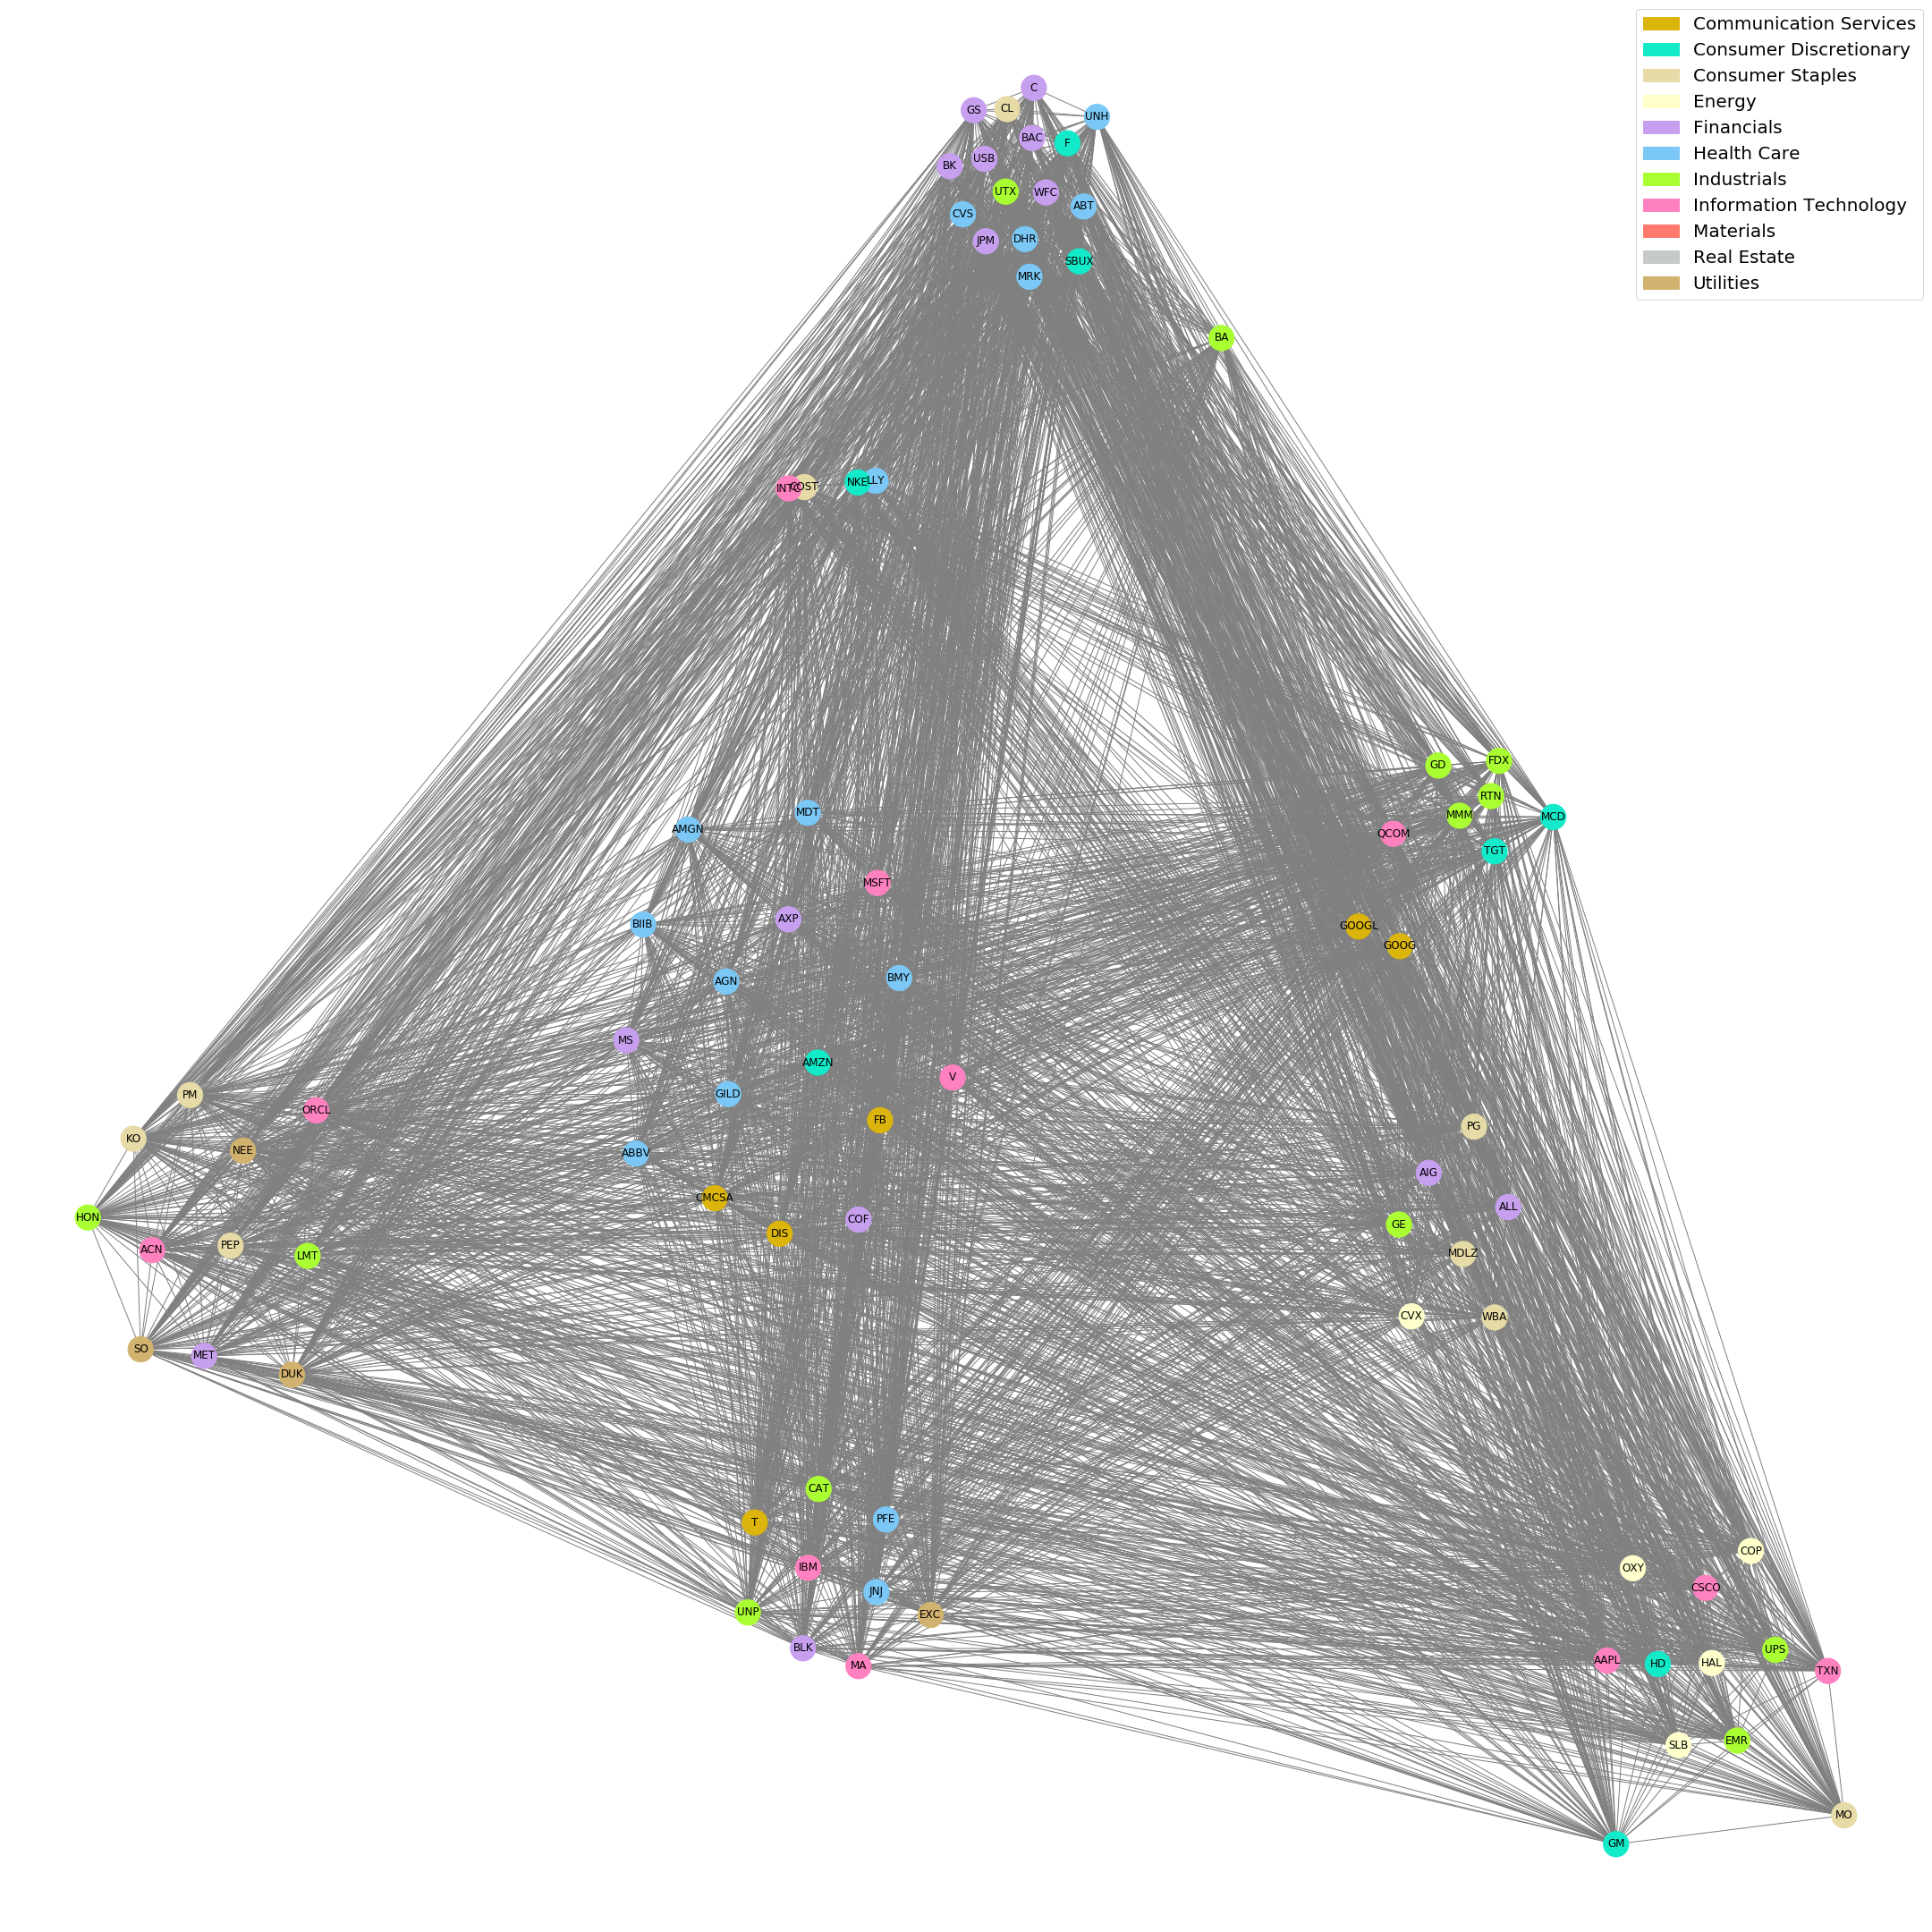 Communication Services
Consumer Discretionary
Consumer Staples
Energy
Financials
Health Care
Industrials
Information Technology
Materials
Real Estate
Utilities
C
GS
CL
UNH
BAC
F
BK
USB
UTX
WFC
ABT
CVS
JPM
DHR
SBUX
MRK
BA
INTC
COST
NKE
LLY
GD
FDX
RTN
MMM
MCD
QCOM
TGT
MDT
AMGN
MSFT
AXP
BIIB
GOOGL
GOOG
AGN
BMY
MS
AMZN
V
GILD
FB
PM
ORCL
KO
NEE
ABBV
PG
AIG
CMCSA
ALL
HON
COF
GE
DIS
ACN
PEP
LMT
MDLZ
CVX
WBA
SO
MET
DUK
CAT
T
PFE
COP
IBM
OXY
CSCO
JNJ
UNP
EXC
BLK
MA
UPS
AAPL
HD
HAL
TXN
SLB
EMR
MO
GM